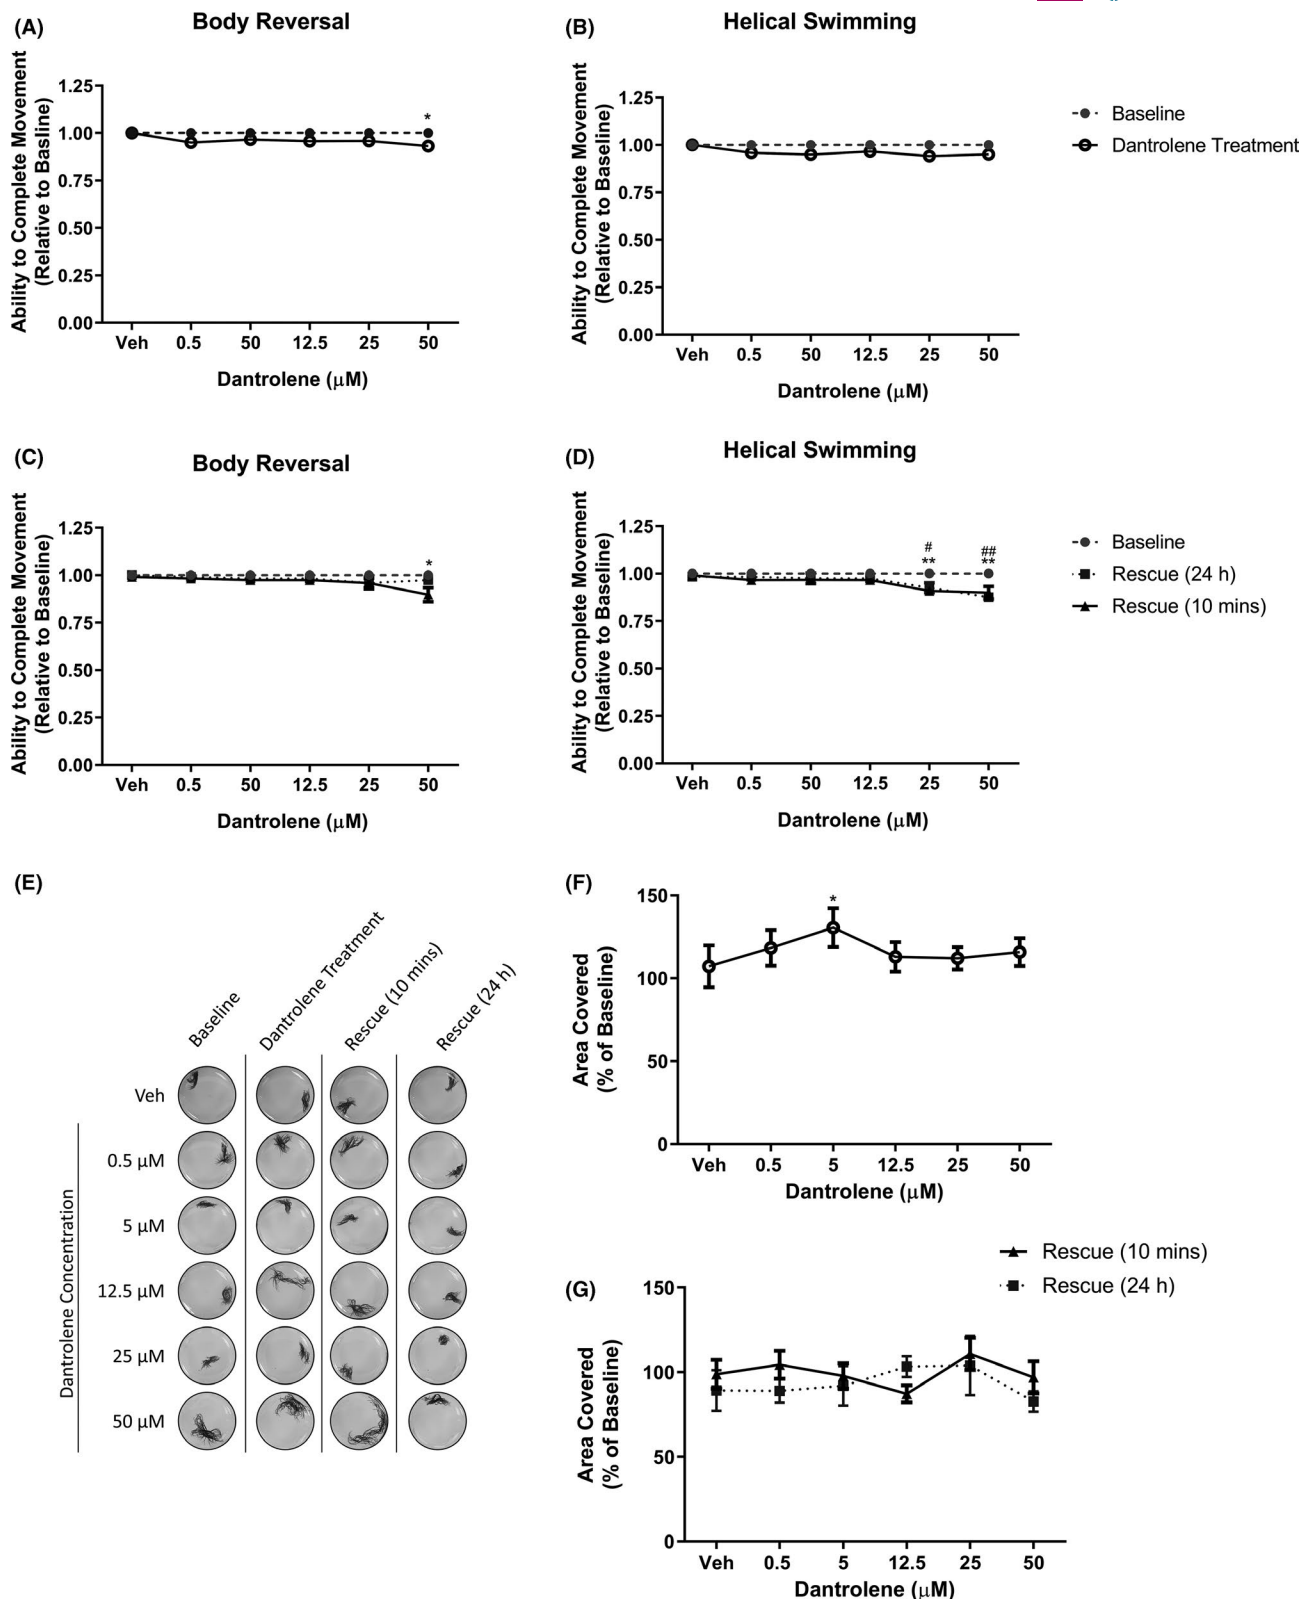 (A)
Body Reversal
Ability to Complete Movement
(Relative to Basline)
1.25
1.00
0.75
0.50
0.25
0.00
*
Veh 0.5 50 12.5 25 50
Dantrolene (μM)
(B)
Helical Swimming
Ability to Complete Movement
(Relative to Baseline)
1.25
1.00
0.75
0.50
0.25
0.00
Veh 0.5 50 12.5 25 50
Dantrolene (μM)
Baseline
Dantrolene Treatment
(C)
Body Reversal
Ability to Complete Movement
(Relative to Baseline)
1.25
1.00
0.75
0.50
0.25
0.00
*
Veh 0.5 50 12.5 25 50
Dantrolene (μM)
(D)
Helical Swimming
Ability to Complete Movement
(Relative to Baseline)
1.25
1.00
0.75
0.50
0.25
0.00
# ##
** **
Veh 0.5 50 12.5 25 50
Dantrolene (μM)
Baseline
Rescue (24 h)
Rescue (10 mins)
(E)
Baseline
Dantrolene Treatment
Rescue (10 mins)
Rescue (24 h)
Dantrolene Concentration
Veh
0.5 μM
5 μM
12.5 μM
25 μM
50 μM
(F)
Area Covered
(% of Baseline)
150
100
50
0
*
Veh 0.5 5 12.5 25 50
Dantrolene (μM)
Rescue (10 mins)
Rescue (24 h)
(G)
Area Covered
(% of Baseline)
150
100
50
0
Veh 0.5 5 12.5 25 50
Dantrolene (μM)